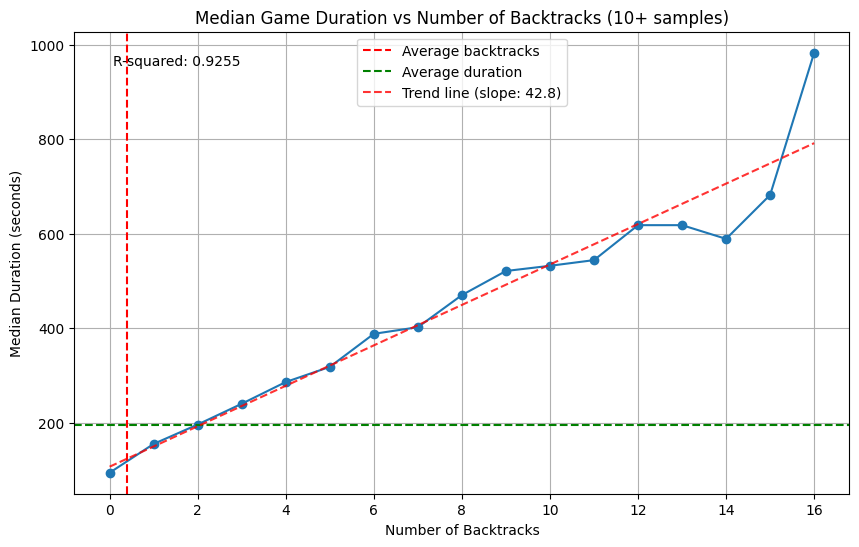 Median Game Duration vs Number of Backtracks (10+ samples)
R-squared: 0.9255
Average backtracks
Average duration
Trend line (slope: 42.8)
Median Duration (seconds)
1000
800
600
400
200
0 2 4 6 8 10 12 14 16
Number of Backtracks